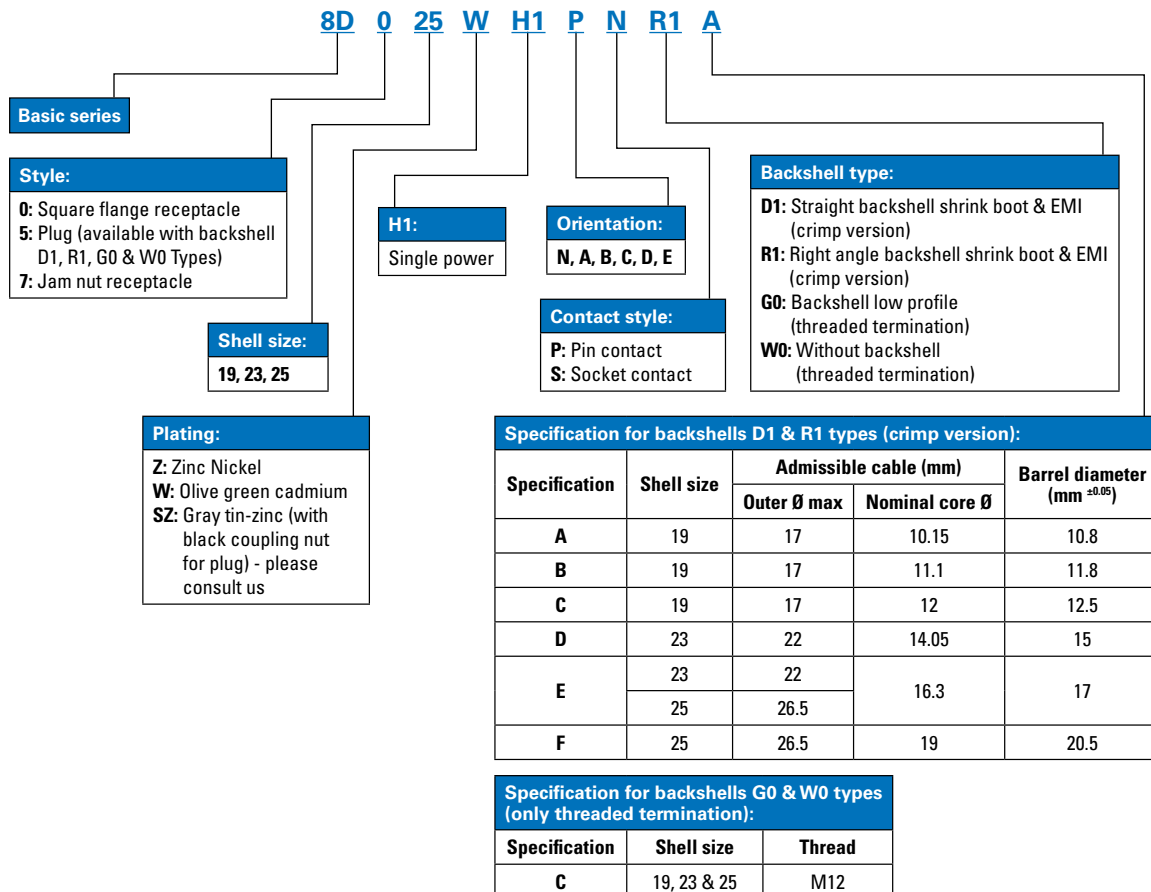 8D 0 25 W H1 P N R1 A
Basic series
Style:
0: Square flange receptacle
5: Plug (available with backshell
D1, R1, G0 & W0 Types)
7: Jam nut receptacle
Shell size:
19, 23, 25
Plating:
Z: Zinc Nickel
W: Olive green cadmium
SZ: Gray tin-zinc (with
black coupling nut
for plug) - please
consult us
H1:
Single power
Orientation:
N, A, B, C, D, E
Contact style:
P: Pin contact
S: Socket contact
Backshell type:
D1: Straight backshell shrink boot & EMI
(crimp version)
R1: Right angle backshell shrink boot & EMI
(crimp version)
G0: Backshell low profile
(threaded termination)
W0: Without backshell
(threaded termination)
Specification for backshells D1 & R1 types (crimp version):
Specification Shell size Admissible cable (mm) Barrel diameter
(mm ±0.05)
Outer Ø max Nominal core Ø
A 19 17 10.15 10.8
B 19 17 11.1 11.8
C 19 17 12 12.5
D 23 22 14.05 15
E 23 22 16.3 17
25 26.5
F 25 26.5 19 20.5
Specification for backshells G0 & W0 types
(only threaded termination):
Specification Shell size Thread
C 19, 23 & 25 M12